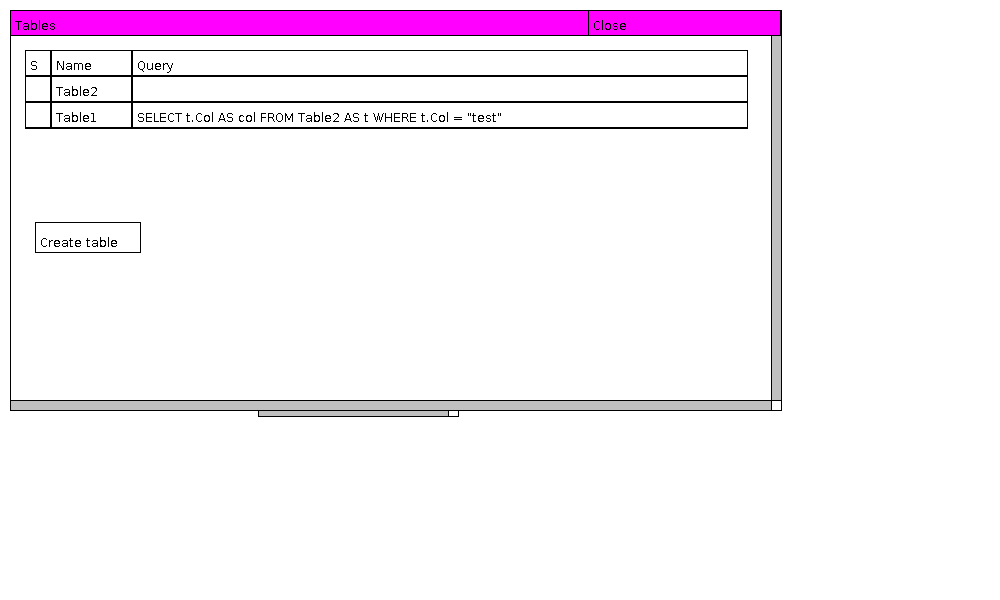 Tables Close
S Name Query
Table2
Table1 SELECT t.Col AS col FROM Table2 AS t WHERE t.Col = "test"
Create table